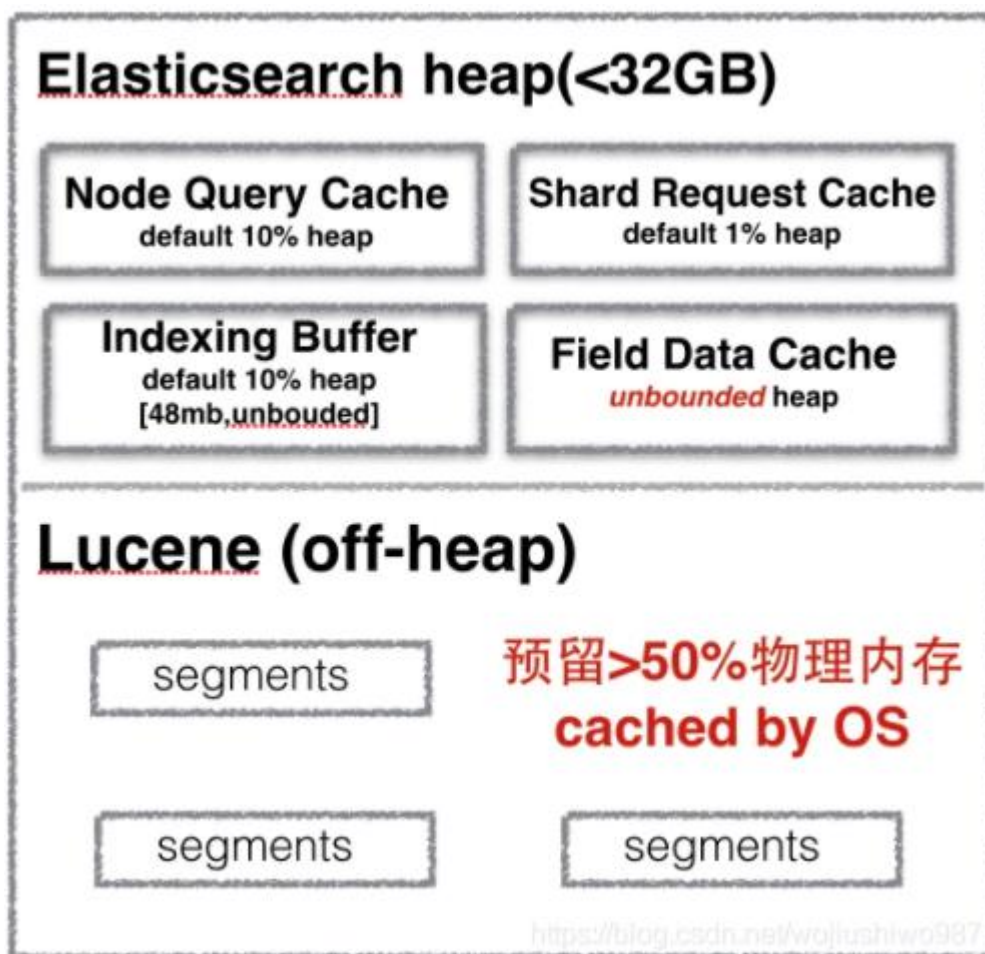 Elasticsearch heap(<32GB)
Node Query Cache
default 10% heap
Shard Request Cache
default 1% heap
Indexing Buffer
default 10% heap
[48mb,unbouded]
Field Data Cache
unbounded heap
Lucene (off-heap)
segments
预留>50%物理内存
cached by OS
segments
segments
https://blog.csdn.net/wojiushiwo987